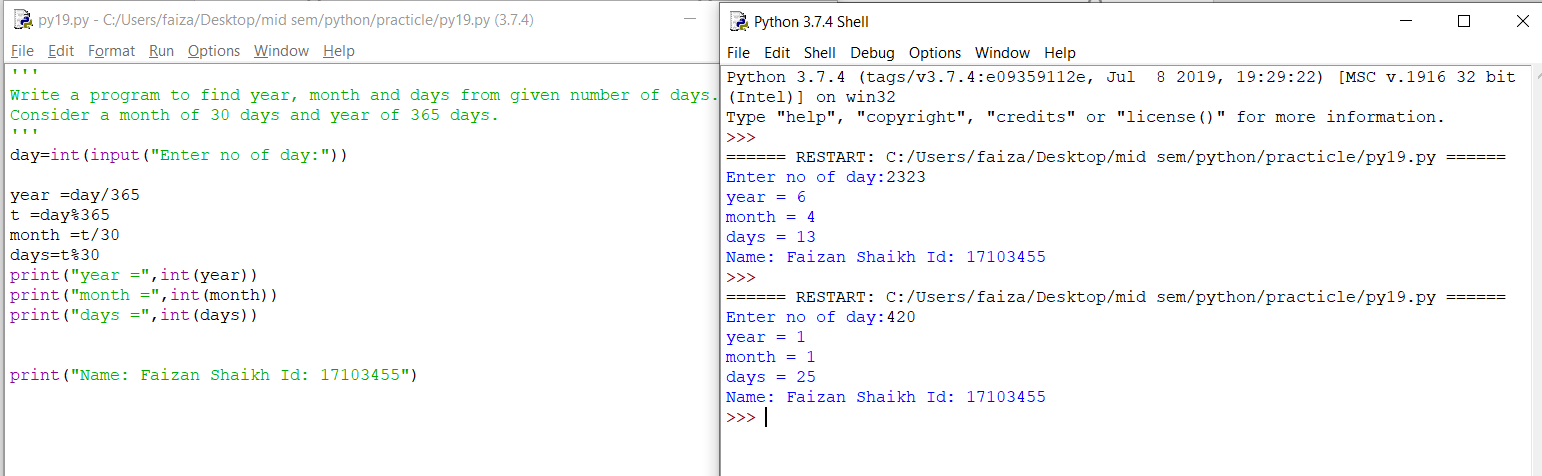 py19.py - C:/Users/faiza/Desktop/mid sem/python/practicle/py19.py (3.7.4)
File Edit Format Run Options Window Help
'''
Write a program to find year, month and days from given number of days.
Consider a month of 30 days and year of 365 days.
'''
day=int(input("Enter no of day:"))
year =day/365
t =day%365
month =t/30
days=t%30
print("year =",int(year))
print("month =",int(month))
print("days =",int(days))
print("Name: Faizan Shaikh Id: 17103455")
Python 3.7.4 Shell
File Edit Shell Debug Options Window Help
Python 3.7.4 (tags/v3.7.4:e09359112e, Jul  8 2019, 19:29:22) [MSC v.1916 32 bit
(Intel)] on win32
Type "help", "copyright", "credits" or "license()" for more information.
>>>
====== RESTART: C:/Users/faiza/Desktop/mid sem/python/practicle/py19.py ======
Enter no of day:2323
year = 6
month = 4
days = 13
Name: Faizan Shaikh Id: 17103455
>>>
====== RESTART: C:/Users/faiza/Desktop/mid sem/python/practicle/py19.py ======
Enter no of day:420
year = 1
month = 1
days = 25
Name: Faizan Shaikh Id: 17103455
>>>